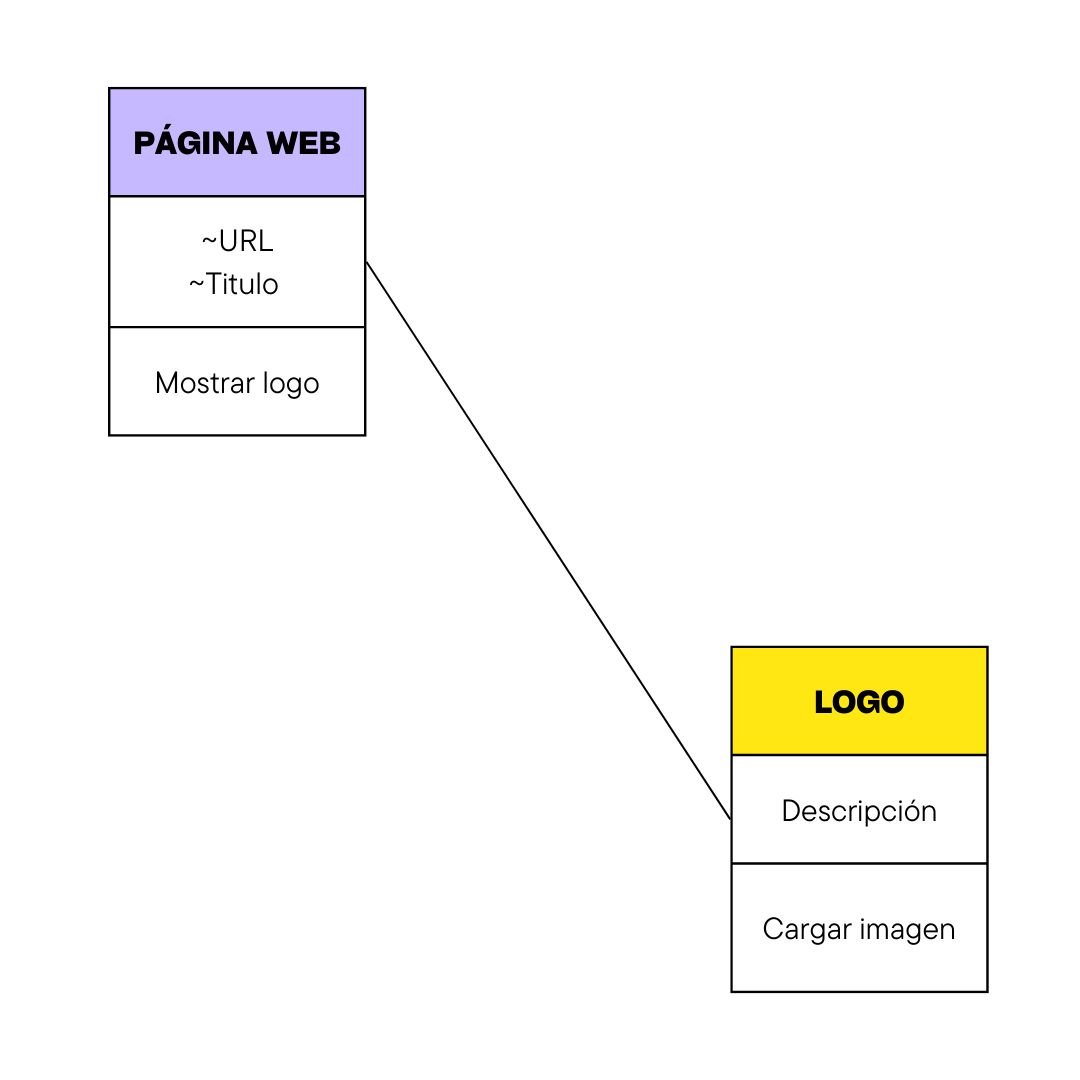 PÁGINA WEB
~URL
~Titulo
Mostrar logo
LOGO
Descripción
Cargar imagen